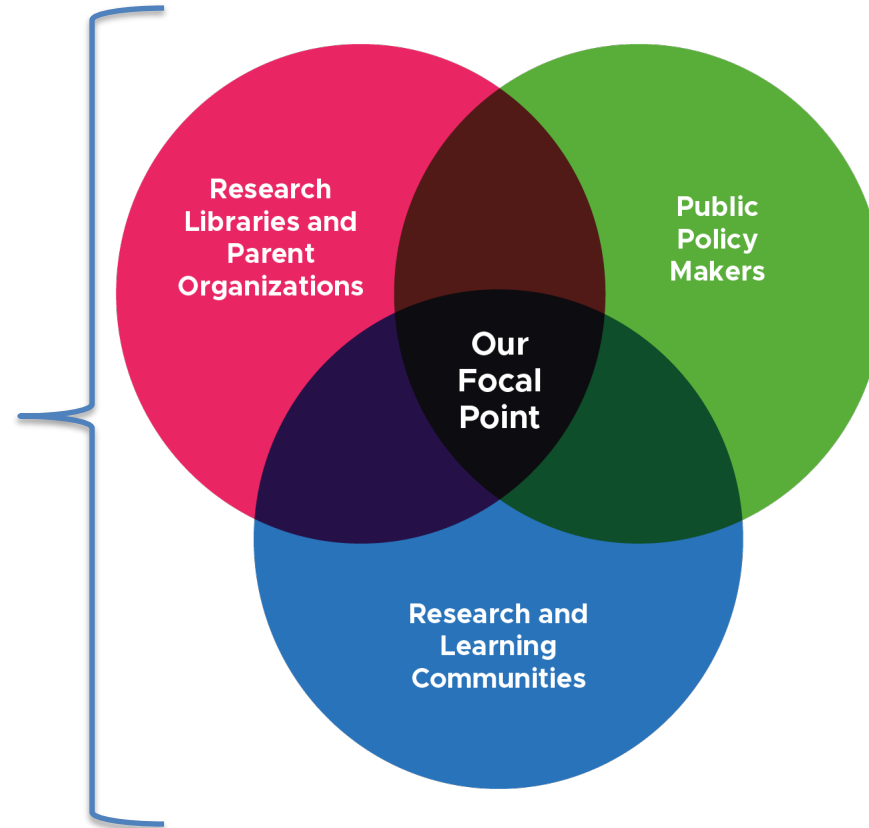 Research
Libraries and
Parent
Organizations
Public
Policy
Makers
Our
Focal
Point
Research and
Learning
Communities